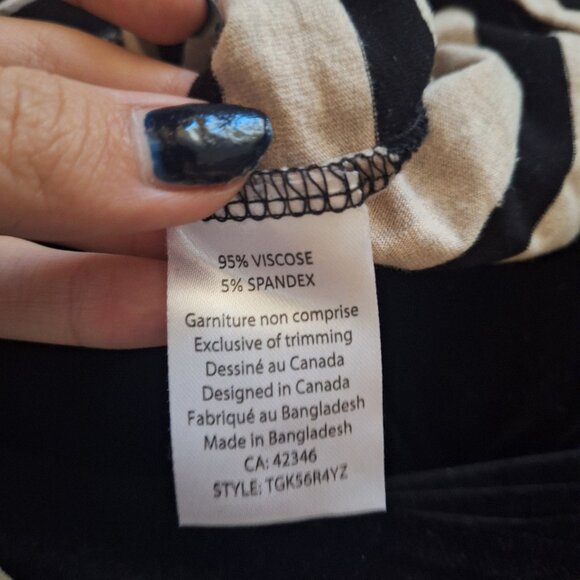 95% VISCOSE
5% SPANDEX
Garniture non comprise
Exclusive of trimming
Dessiné au Canada
Designed in Canada
Fabriqué au Bangladesh
Made in Bangladesh
CA: 42346
STYLE: TGK56R4YZ